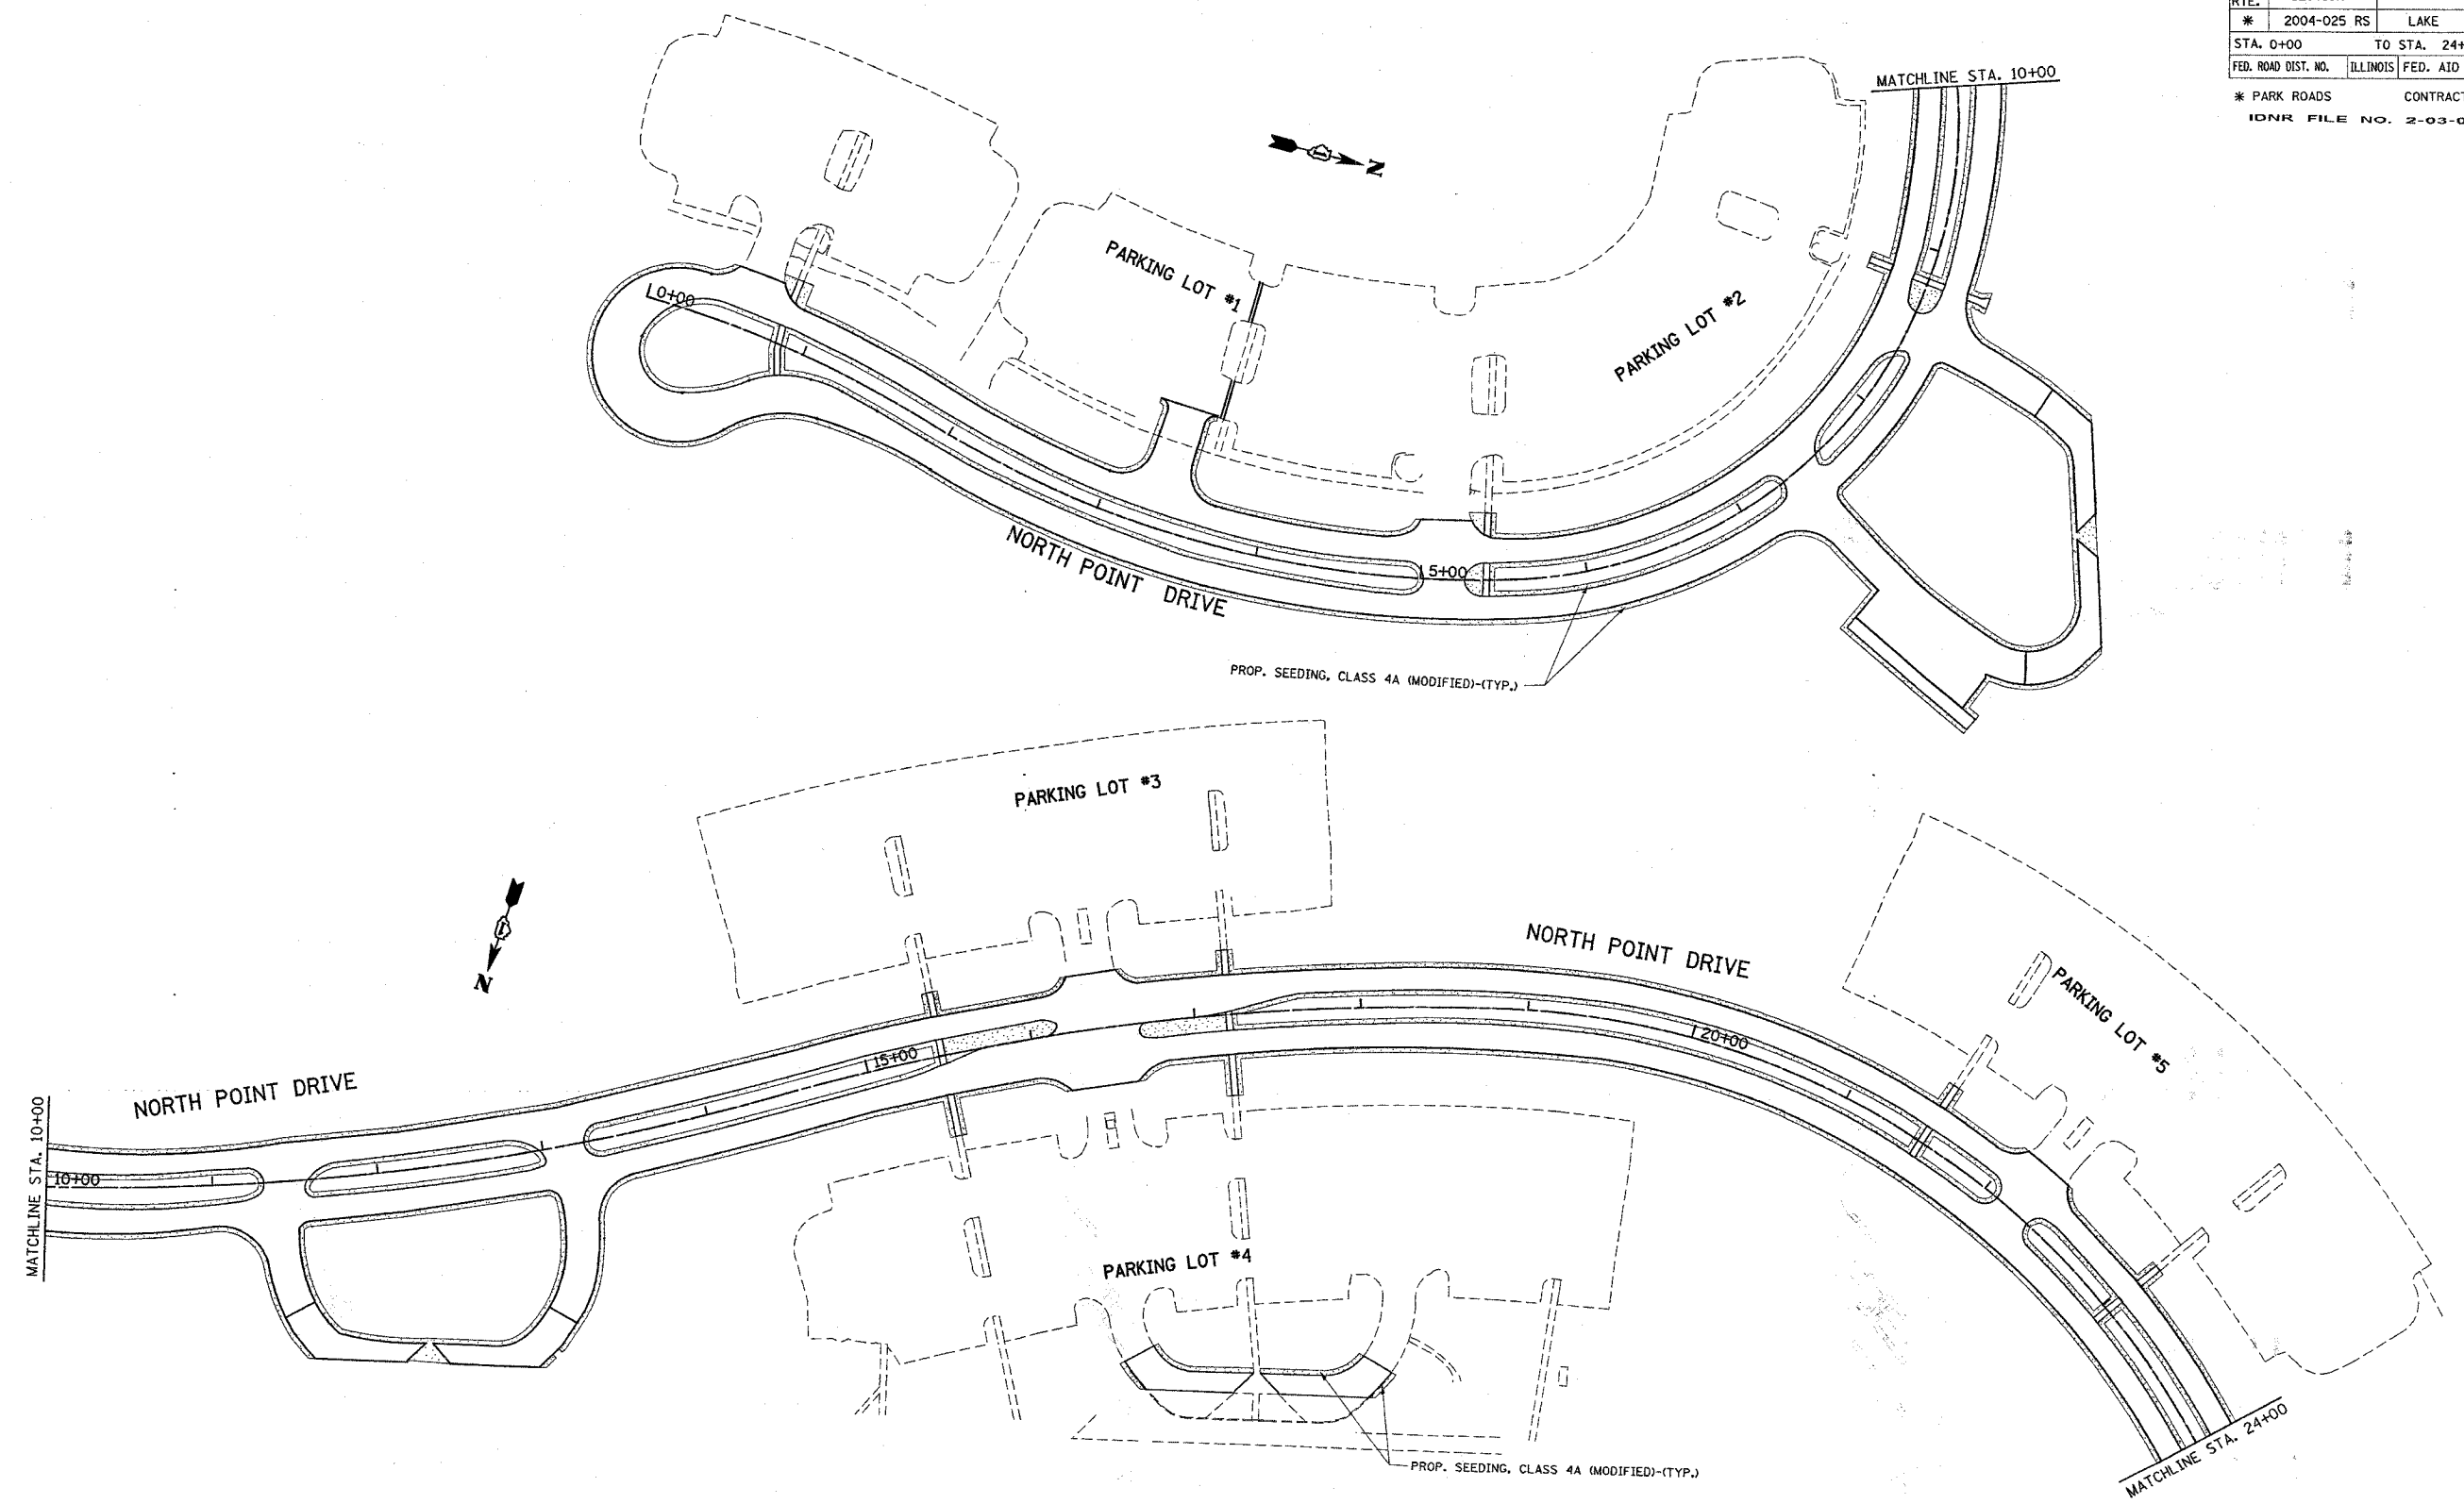 RTE.
* 2004-025 RS LAKE
STA. 0+00 TO STA. 24+
FED. ROAD DIST. NO. ILLINOIS FED. AID
* PARK ROADS CONTRACT
IDNR FILE NO. 2-03-0
MATCHLINE STA. 10+00
N
0+00
PARKING LOT #1
PARKING LOT #2
5+00
NORTH POINT DRIVE
PROP. SEEDING, CLASS 4A (MODIFIED)-(TYP.)
PARKING LOT #3
N
NORTH POINT DRIVE
PARKING LOT #5
20+00
15+00
NORTH POINT DRIVE
MATCHLINE STA. 10+00
10+00
PARKING LOT #4
PROP. SEEDING, CLASS 4A (MODIFIED)-(TYP.)
MATCHLINE STA. 24+00